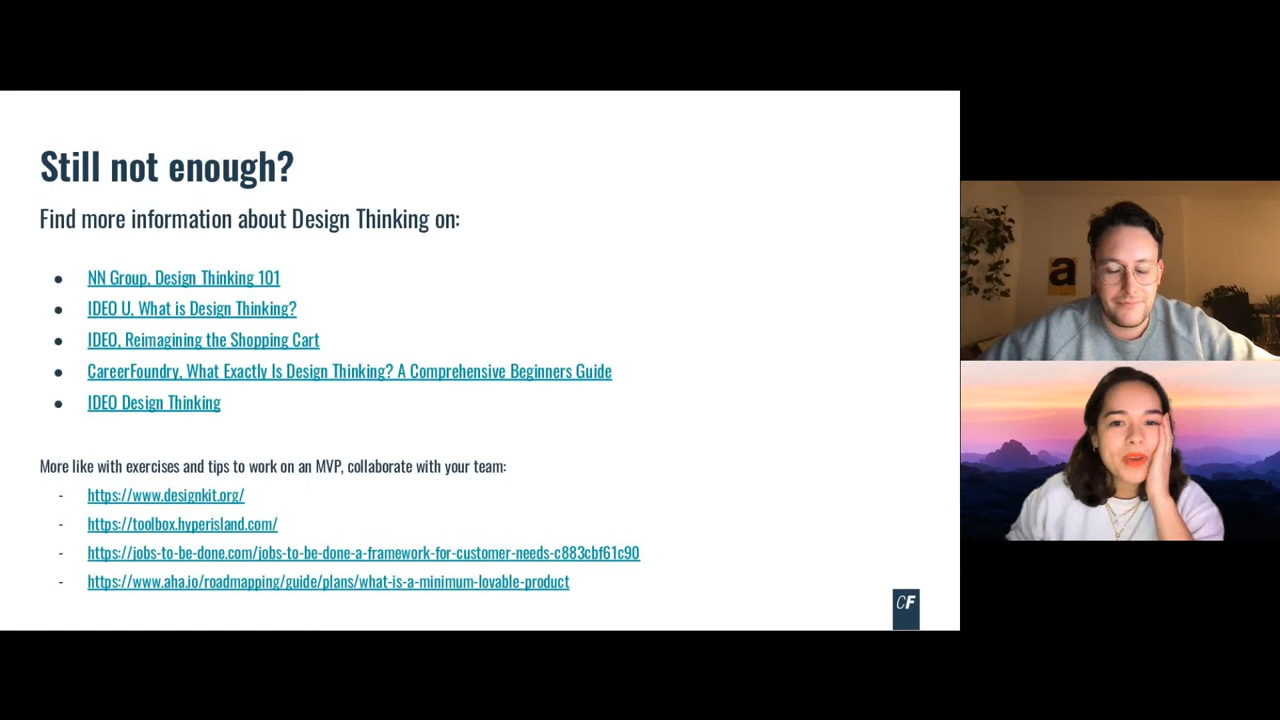 Still not enough?
Find more information about Design Thinking on:
● NN Group, Design Thinking 101
● IDEO U, What is Design Thinking?
● IDEO, Reimagining the Shopping Cart
● CareerFoundry, What Exactly Is Design Thinking? A Comprehensive Beginners Guide
● IDEO Design Thinking
More like with exercises and tips to work on an MVP, collaborate with your team:
- https://www.designkit.org/
- https://toolbox.hyperisland.com/
- https://jobs-to-be-done.com/jobs-to-be-done-a-framework-for-customer-needs-c883cbf61c90
- https://www.aha.io/roadmapping/guide/plans/what-is-a-minimum-lovable-product
CF
a